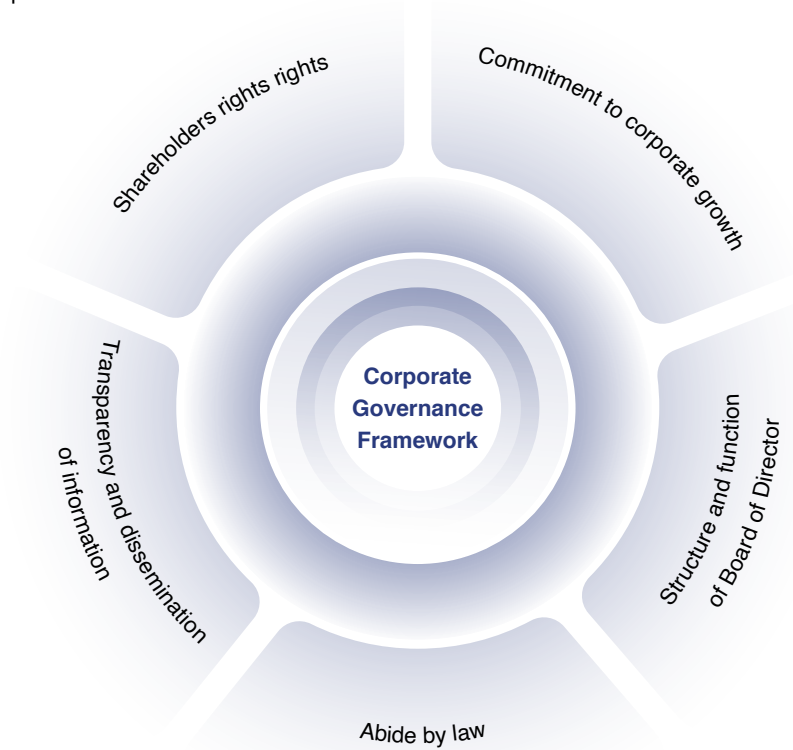 Shareholders rights rights
Commitment to corporate growth
Corporate
Governance
Framework
Transparency and dissemination
of information
Structure and function
of Board of Director
Abide by law